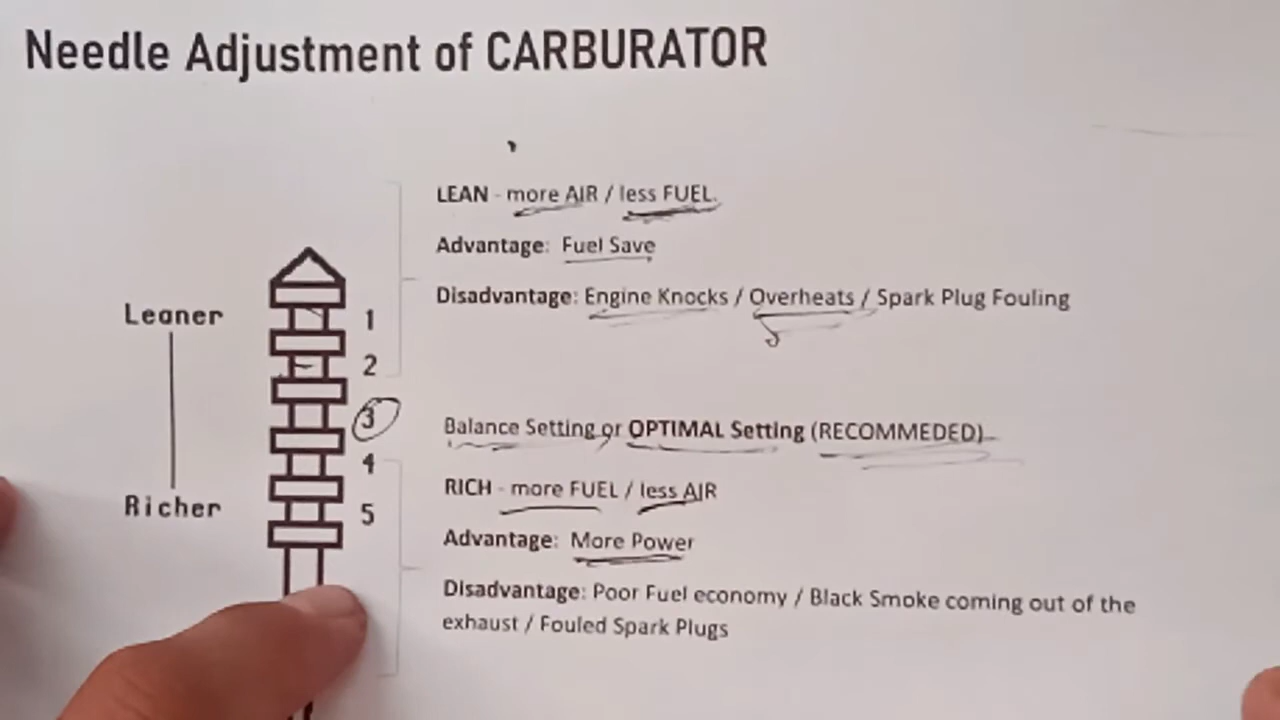 Needle Adjustment of CARBURATOR
LEAN - more AIR / less FUEL.
Advantage: Fuel Save
Disadvantage: Engine Knocks / Overheats / Spark Plug Fouling
Leaner
1
2
3
Balance Setting or OPTIMAL Setting (RECOMMEDED)
4
RICH - more FUEL / less AIR
Richer
5
Advantage: More Power
Disadvantage: Poor Fuel economy / Black Smoke coming out of the
exhaust / Fouled Spark Plugs